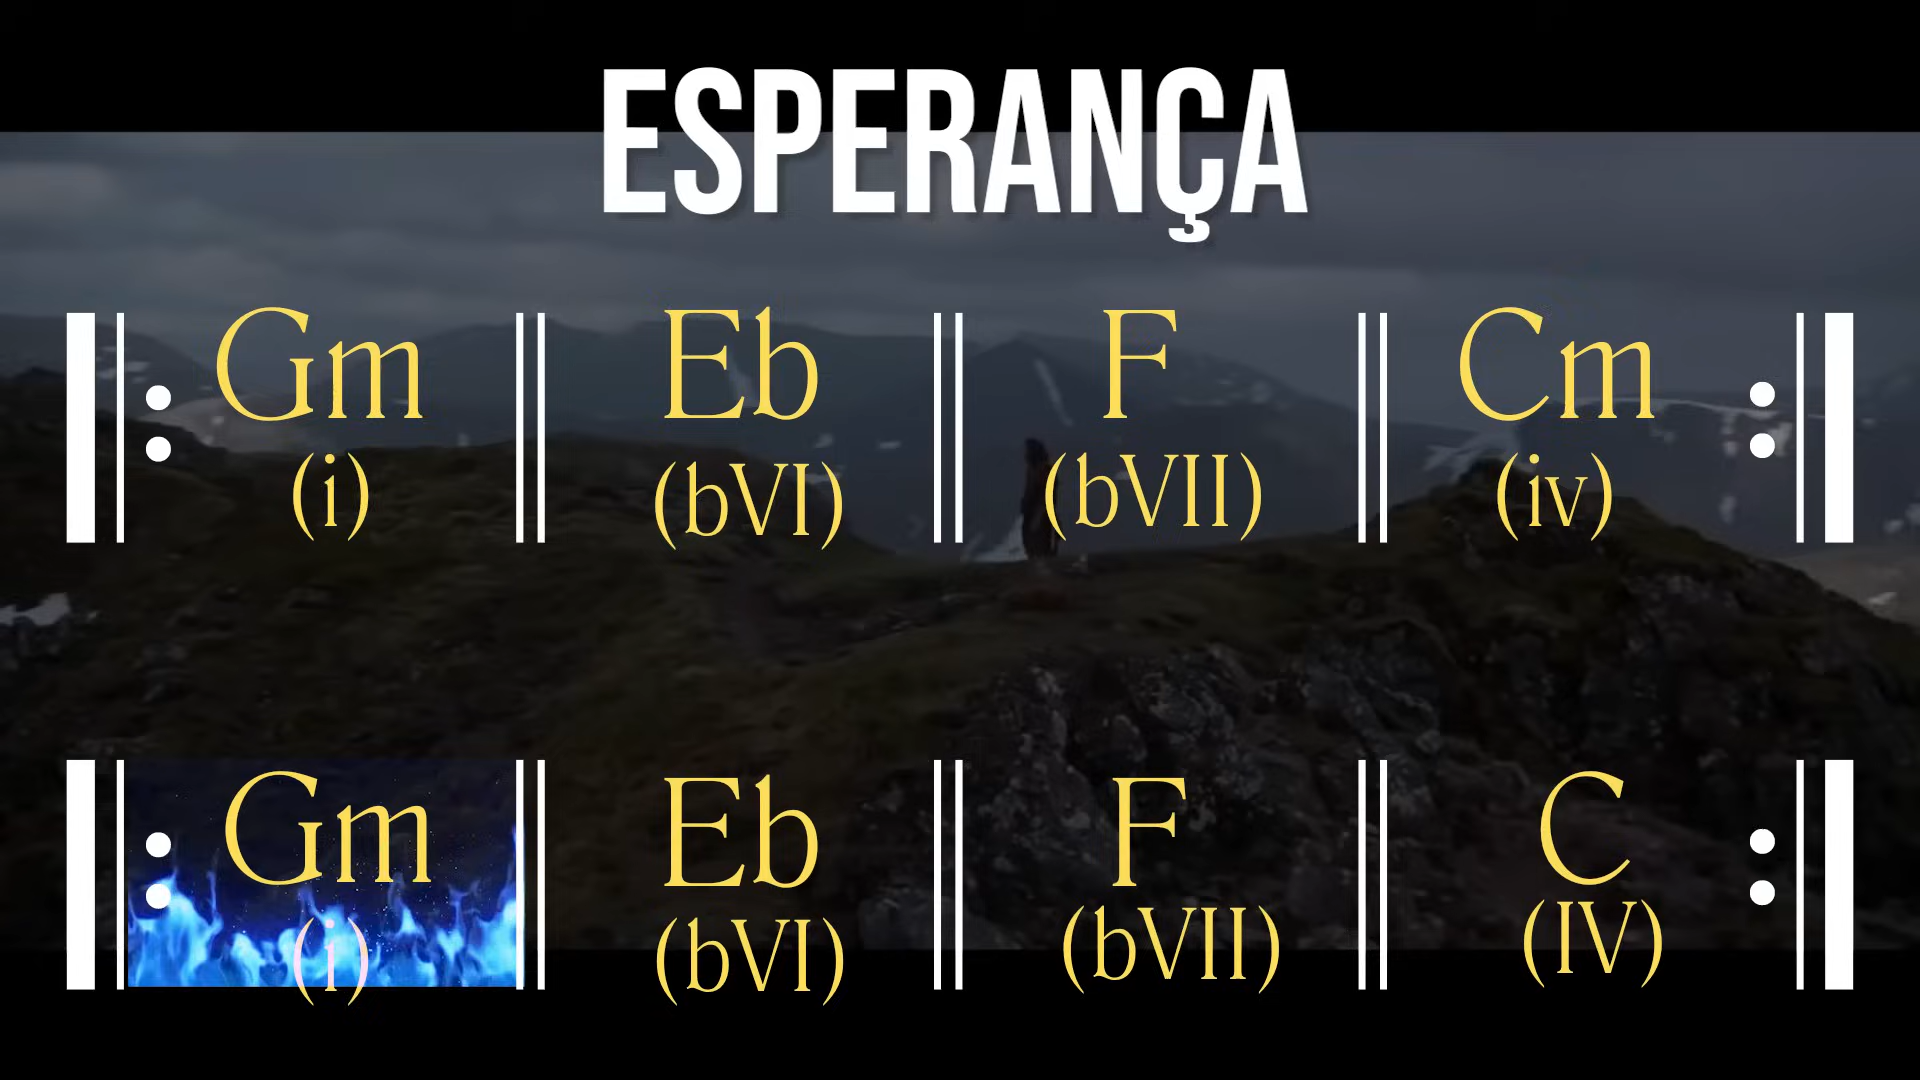 ESPERANÇA
Gm Eb F Cm
(i) (bVI) (bVII) (iv)
Gm Eb F C
(i) (bVI) (bVII) (IV)